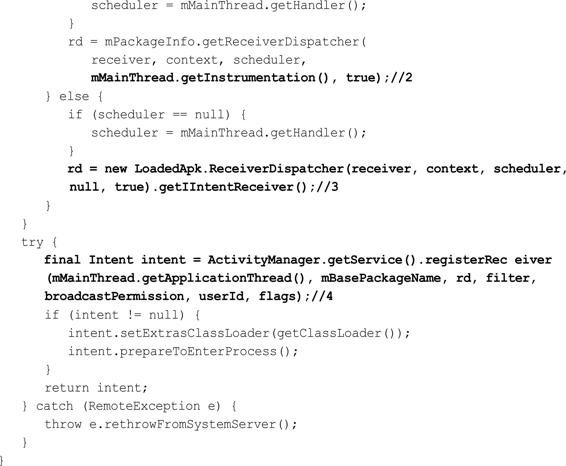 scheduler = mMainThread.getHandler();
}
rd = mPackageInfo.getReceiverDispatcher(
receiver, context, scheduler,
mMainThread.getInstrumentation(), true);//2
} else {
if (scheduler == null) {
scheduler = mMainThread.getHandler();
}
rd = new LoadedApk.ReceiverDispatcher(receiver, context, scheduler,
null, true).getIIntentReceiver();//3
}
}
try {
final Intent intent = ActivityManager.getService().registerRec eiver
(mMainThread.getApplicationThread(), mBasePackageName, rd, filter,
broadcastPermission, userId, flags);//4
if (intent != null) {
intent.setExtrasClassLoader(getClassLoader());
intent.prepareToEnterProcess();
}
return intent;
} catch (RemoteException e) {
throw e.rethrowFromSystemServer();
}
}